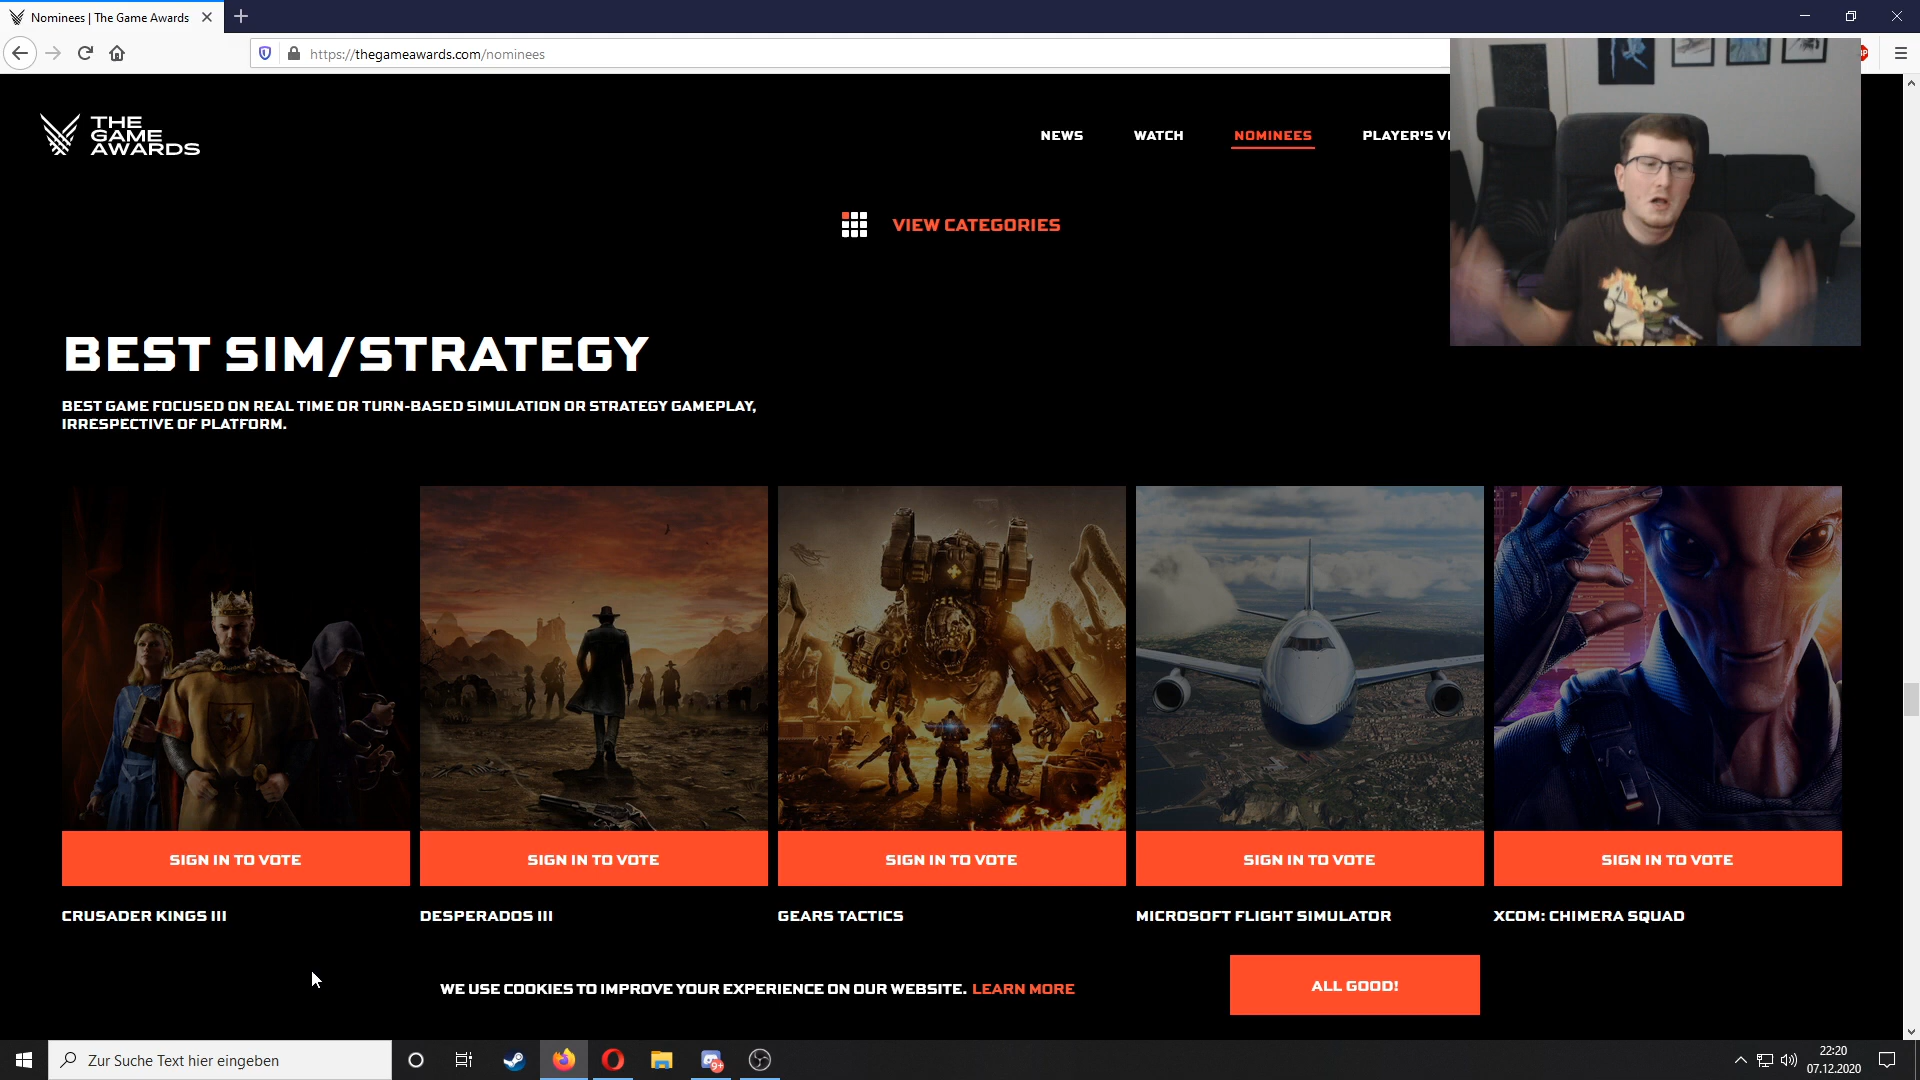 Nominees | The Game Awards
https://thegameawards.com/nominees
THE
GAME
AWARDS
NEWS
WATCH
NOMINEES
PLAYER'S
VIEW CATEGORIES
BEST SIM/STRATEGY
BEST GAME FOCUSED ON REAL TIME OR TURN-BASED SIMULATION OR STRATEGY GAMEPLAY,
IRRESPECTIVE OF PLATFORM.
SIGN IN TO VOTE
SIGN IN TO VOTE
SIGN IN TO VOTE
SIGN IN TO VOTE
SIGN IN TO VOTE
CRUSADER KINGS III
DESPERADOS III
GEARS TACTICS
MICROSOFT FLIGHT SIMULATOR
XCOM: CHIMERA SQUAD
WE USE COOKIES TO IMPROVE YOUR EXPERIENCE ON OUR WEBSITE. LEARN MORE
ALL GOOD!
Zur Suche Text hier eingeben
9+
22:20
07.12.2020